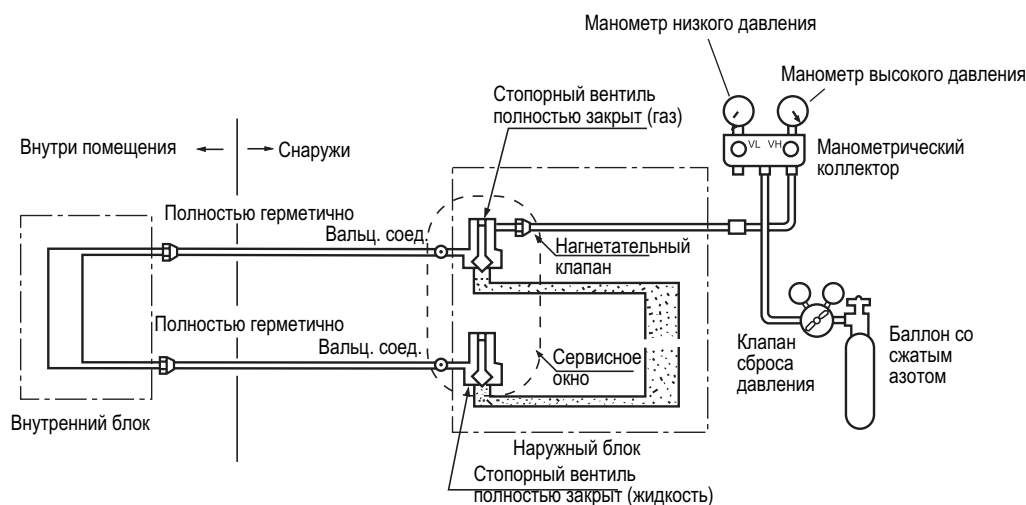 Манометр низкого давления
Манометр высокого давления
Стопорный вентиль
полностью закрыт (газ)
VL VH
Внутри помещения
Снаружи
Манометрический
коллектор
Полностью герметично
Вальц. соед.
Нагнетательный
клапан
Полностью герметично
Вальц. соед.
Сервисное
окно
Клапан
сброса
давления
Баллон со
сжатым
азотом
Внутренний блок
Наружный блок
Стопорный вентиль
полностью закрыт (жидкость)